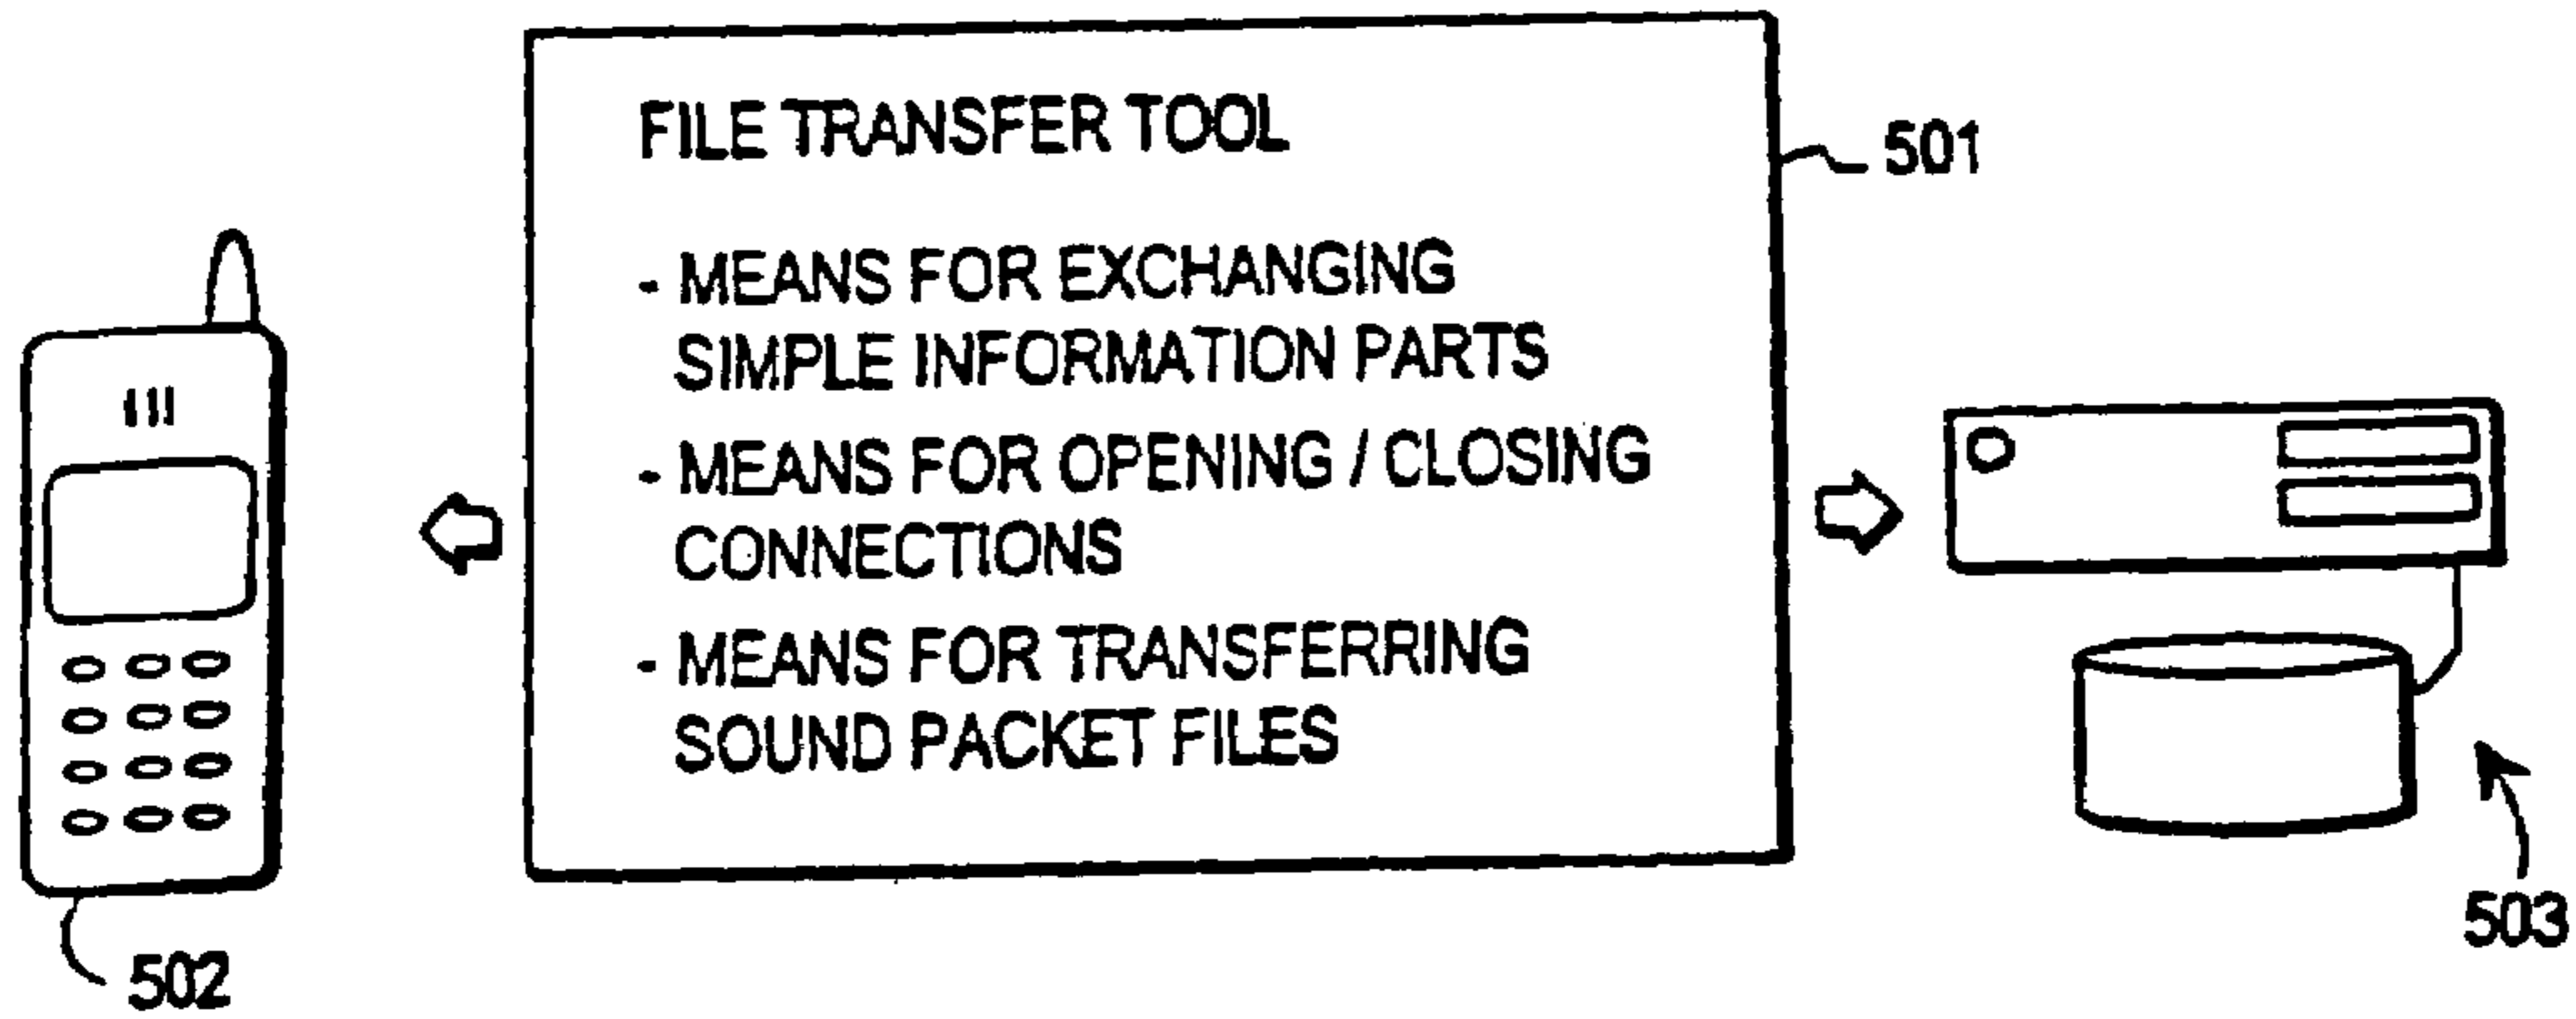 FILE TRANSFER TOOL
501
- MEANS FOR EXCHANGING
SIMPLE INFORMATION PARTS
- MEANS FOR OPENING / CLOSING
CONNECTIONS
- MEANS FOR TRANSFERRING
SOUND PACKET FILES
502
503